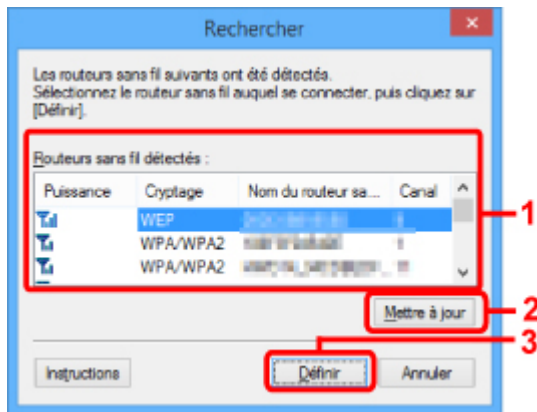 Rechercher
Les routeurs sans fil suivants ont été détectés.
Sélectionnez le routeur sans fil auquel se connecter, puis cliquez sur
[Définir].
Routeurs sans fil détectés :
Puissance Cryptage Nom du routeur sa... Canal
WEP
WPA/WPA2
WPA/WPA2
1
Mettre à jour
2
3
Instructions Définir Annuler